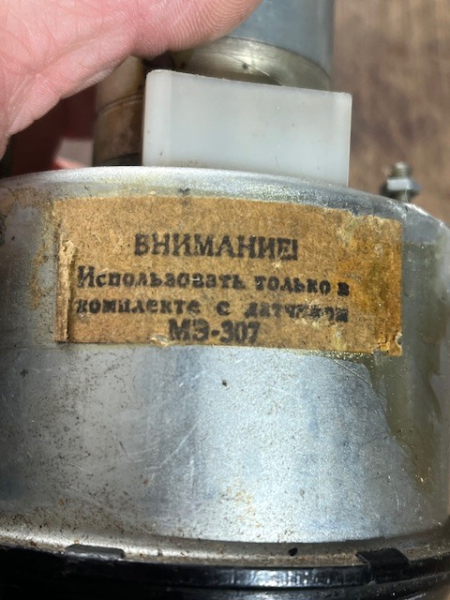 ВНИМАНИЕ!
Использовать только в
комплекте с датчиком
МЭ-307